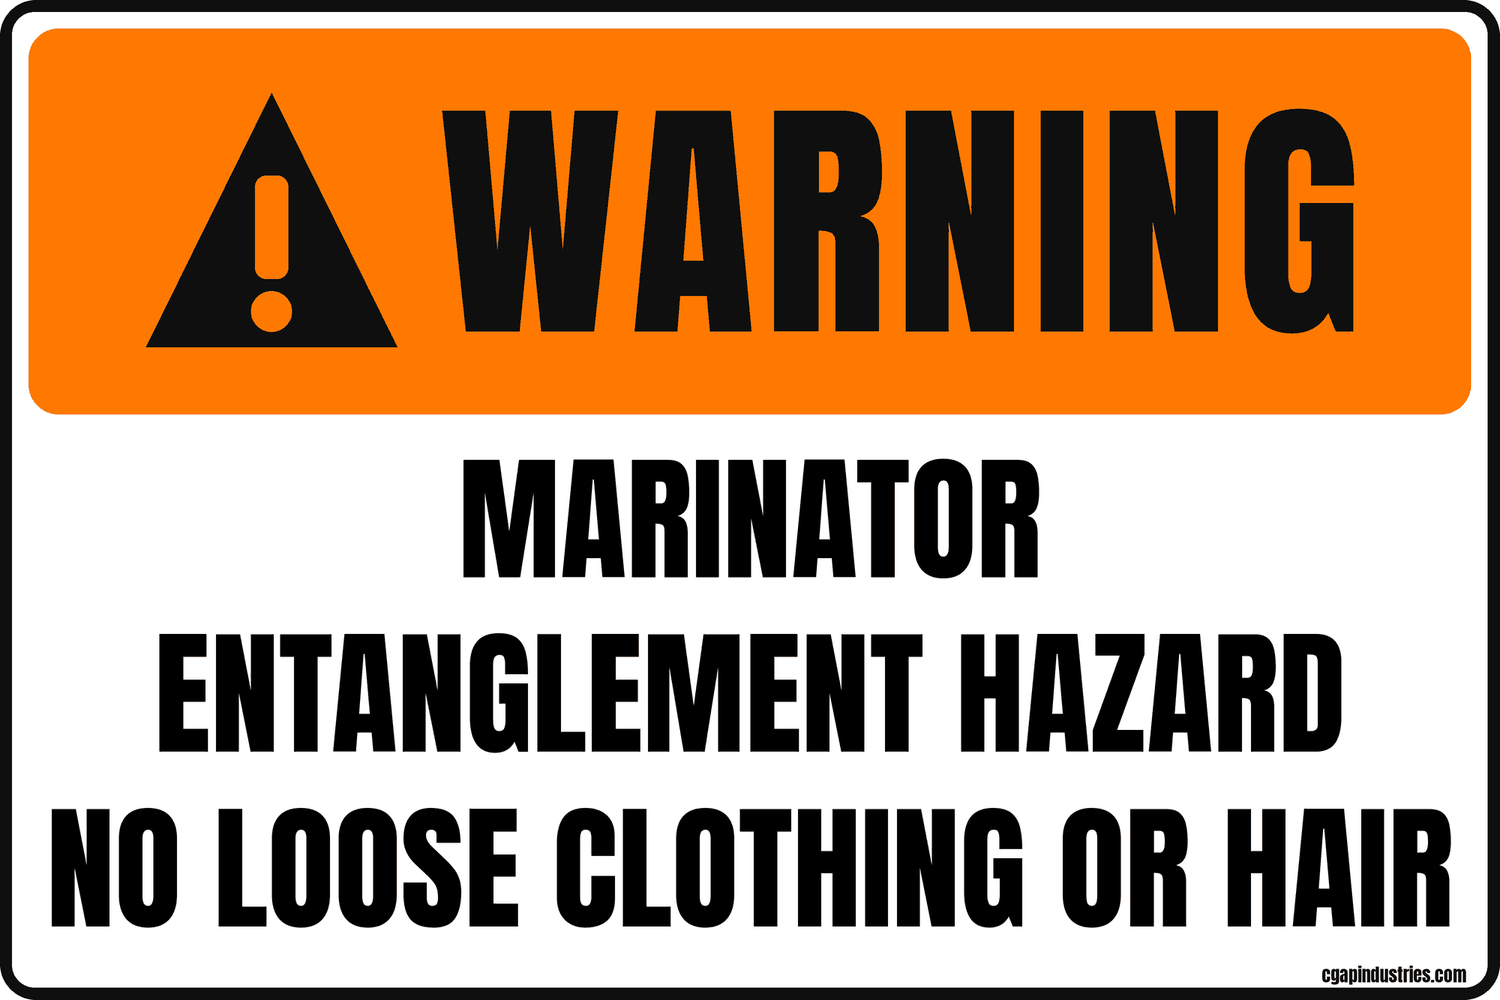 WARNING
MARINATOR
ENTANGLEMENT HAZARD
NO LOOSE CLOTHING OR HAIR
cgapindustries.com